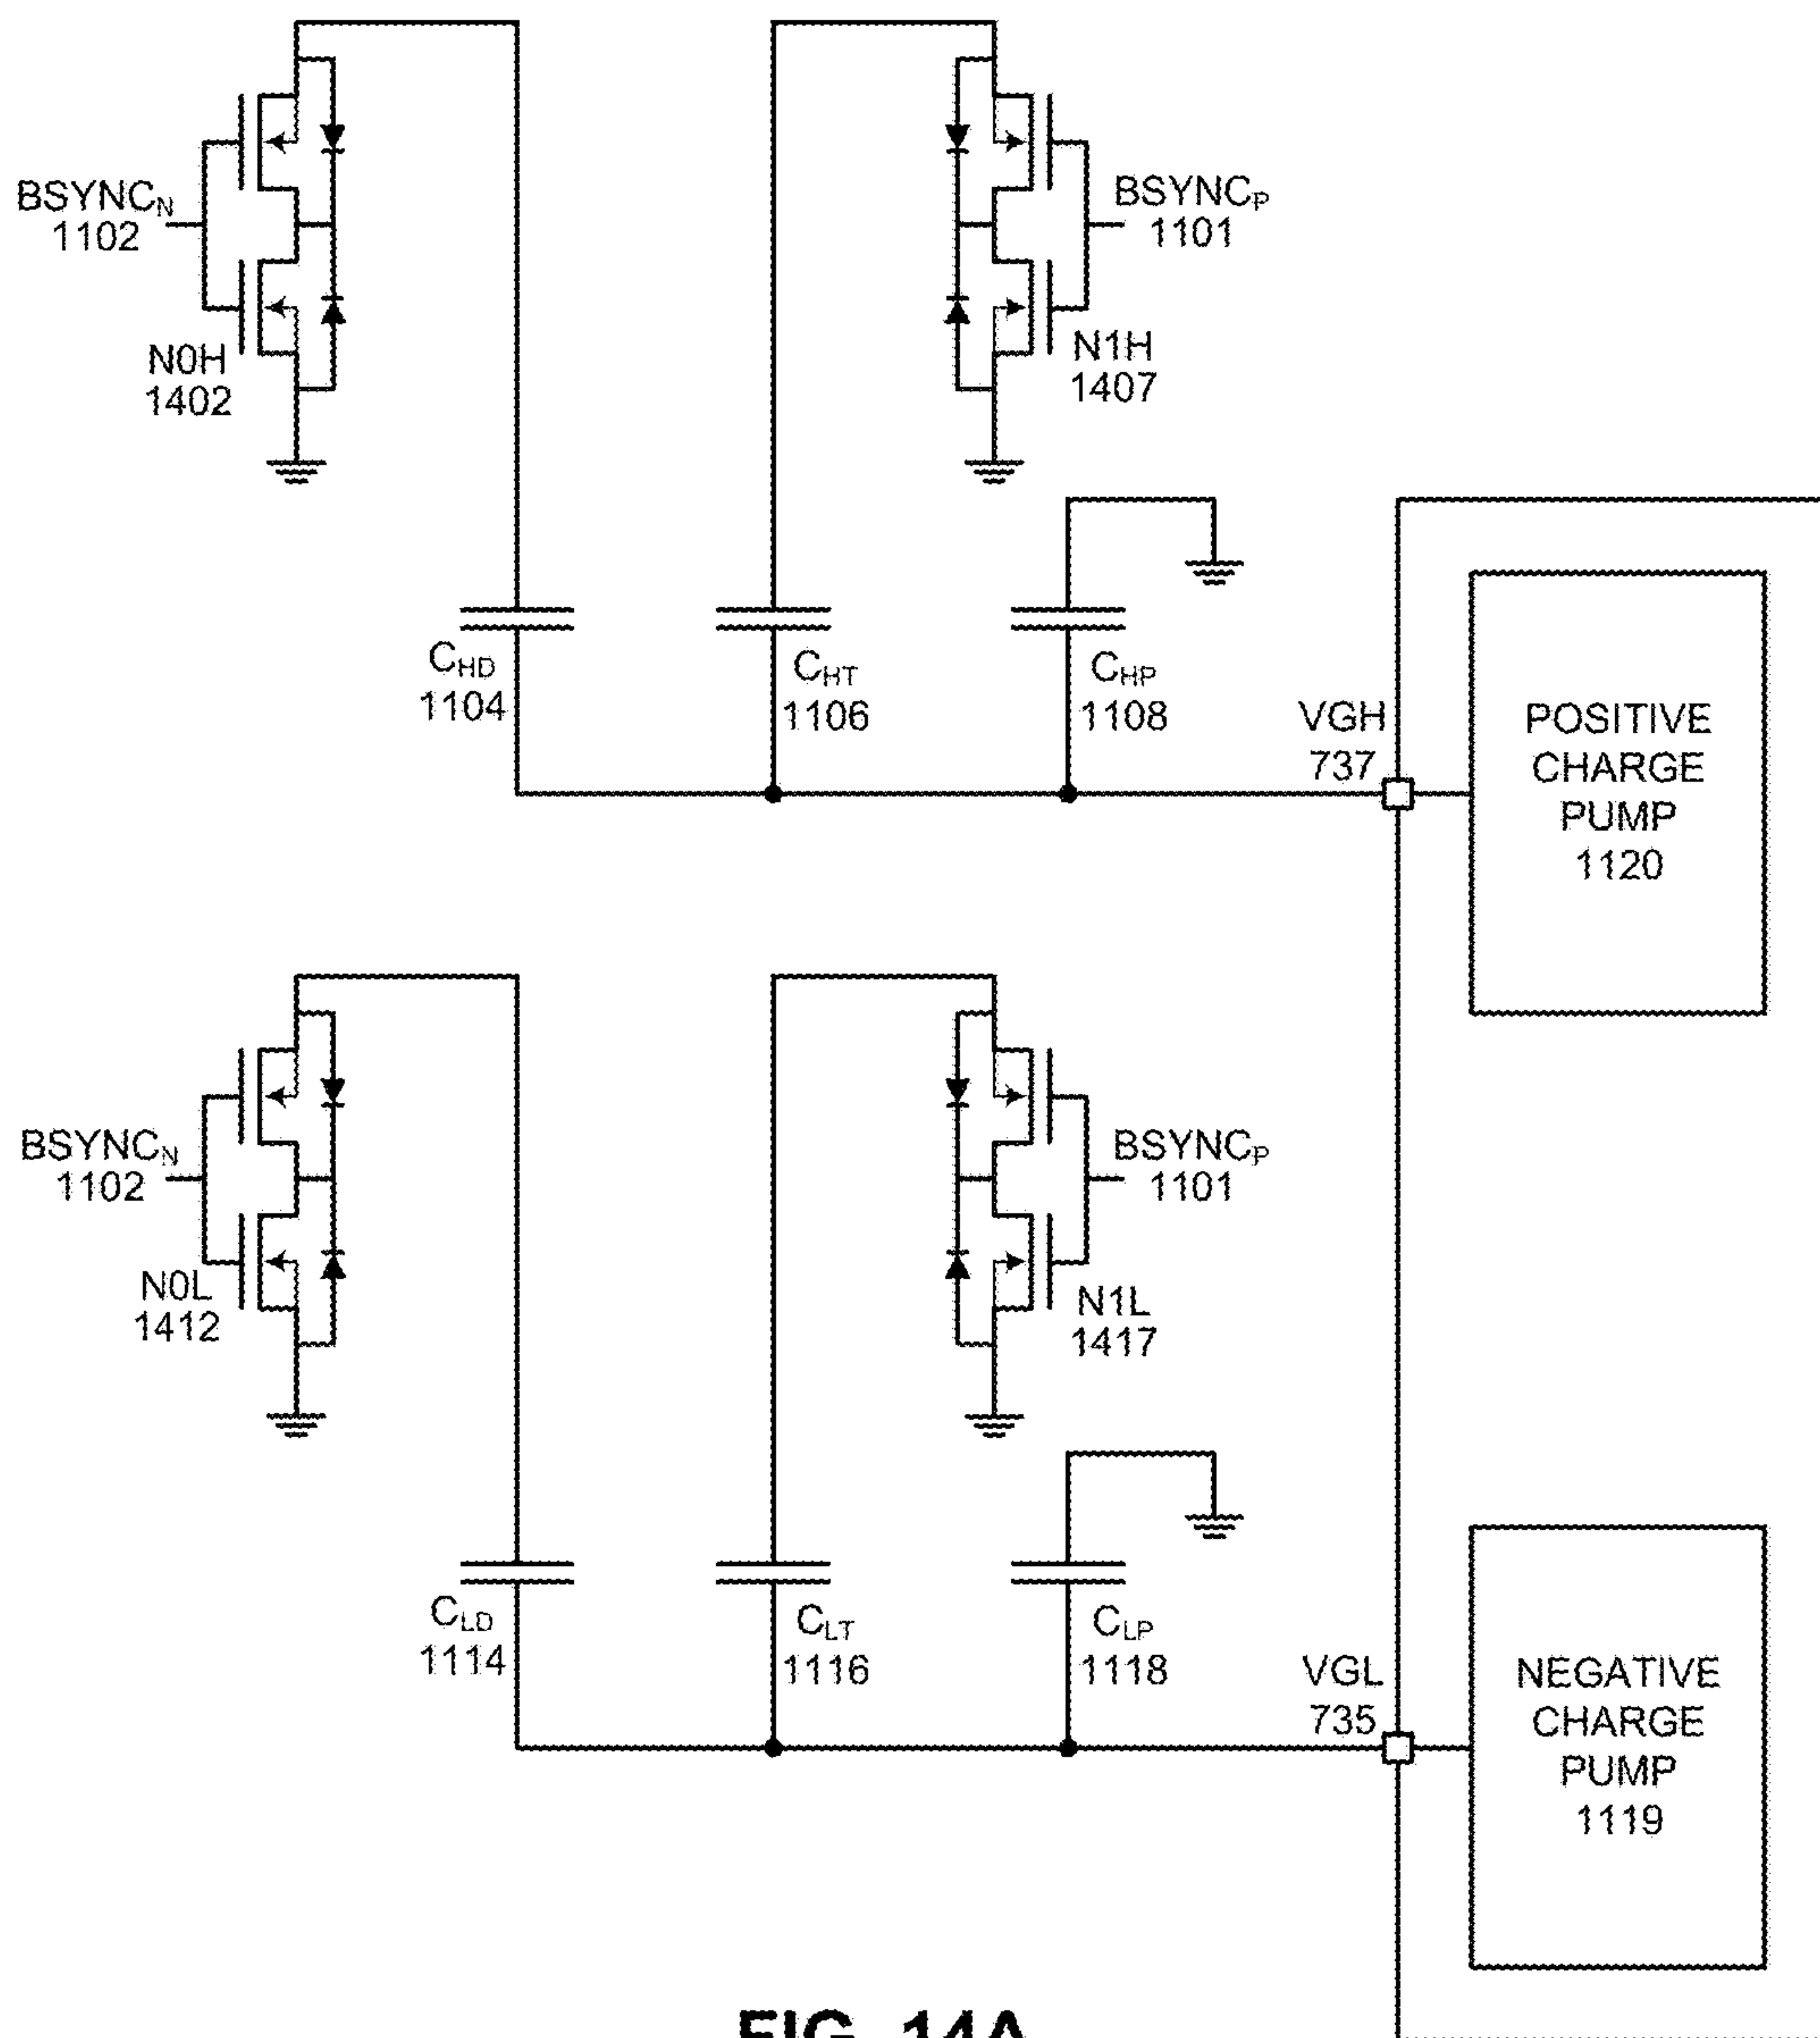 BSYNCN
1102
BSYNCP
1101
N0H
1402
N1H
1407
CHD
1104
CHT
1106
CHP
1108
VGH
737
POSITIVE
CHARGE
PUMP
1120
BSYNCN
1102
BSYNCP
1101
N0L
1412
N1L
1417
CLD
1114
CLT
1116
CLP
1118
VGL
735
NEGATIVE
CHARGE
PUMP
1119
FIG. 14A